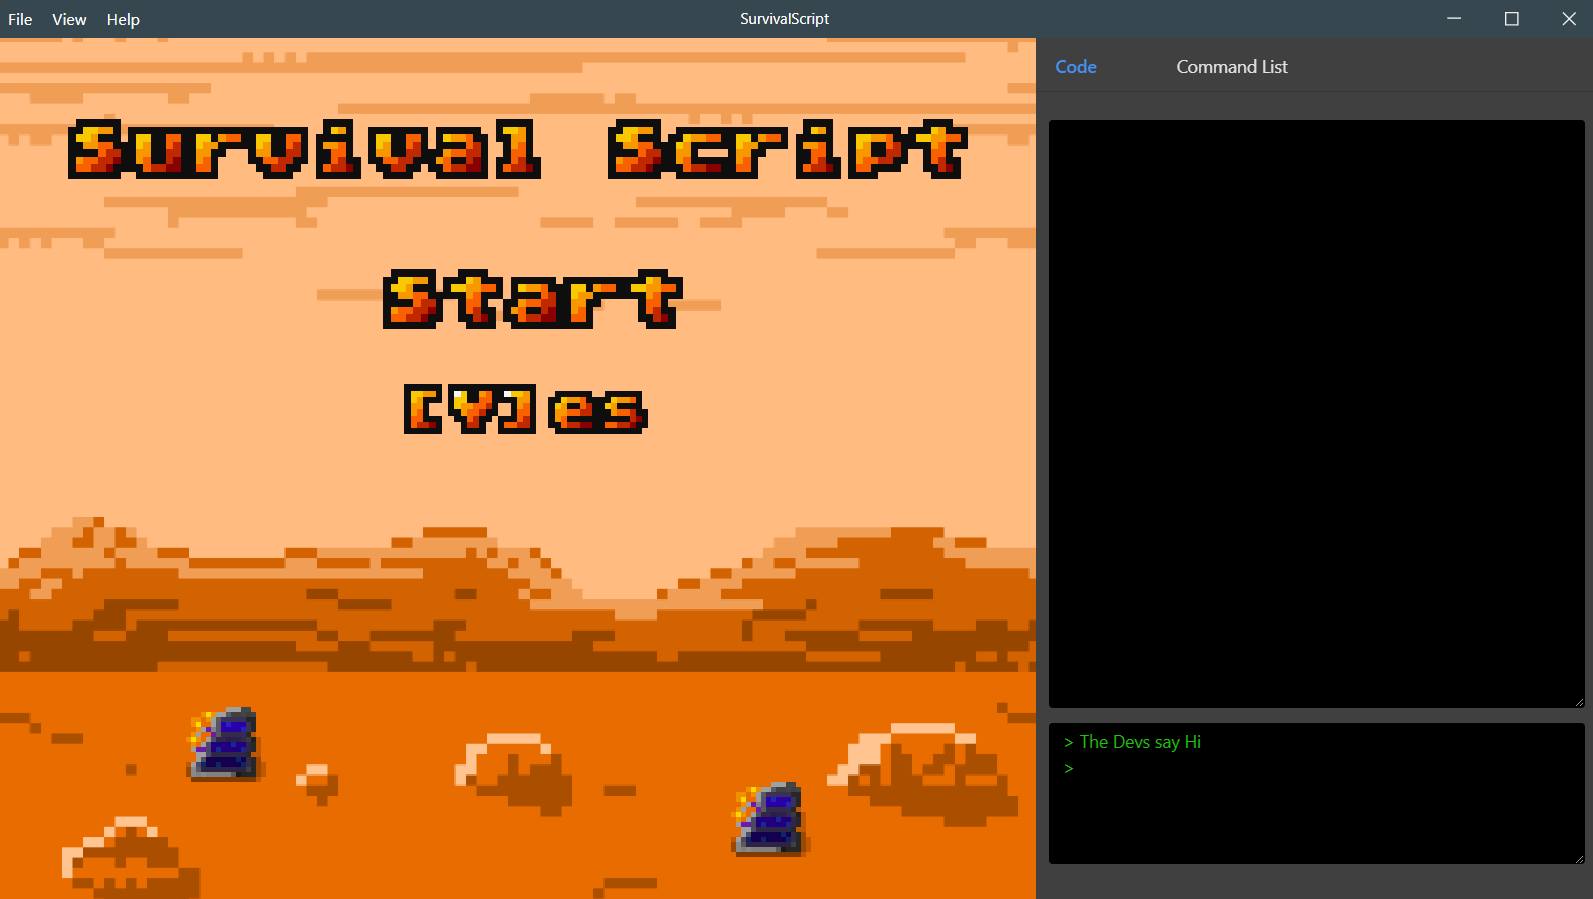 File View Help
SurvivalScript
Code Command List
Survival Script
Start
[V]es
> The Devs say Hi
>